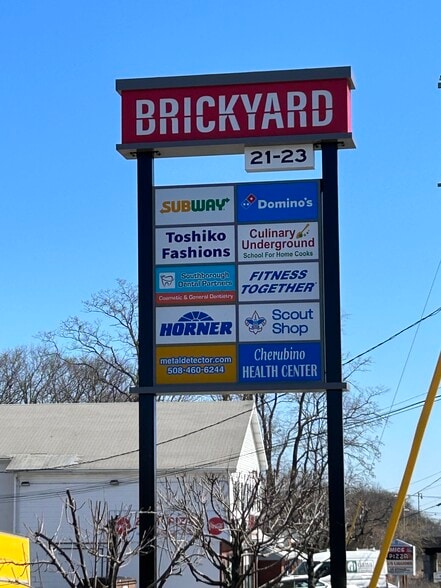 BRICKYARD
21-23
SUBWAY
Domino's
Toshiko
Fashions
Culinary
Underground
School For Home Cooks
Southborough
Dental Partners
Cosmetic & General Dentistry
FITNESS
TOGETHER
HORNER
Scout
Shop
metaldetector.com
508-460-6244
Cherubino
HEALTH CENTER